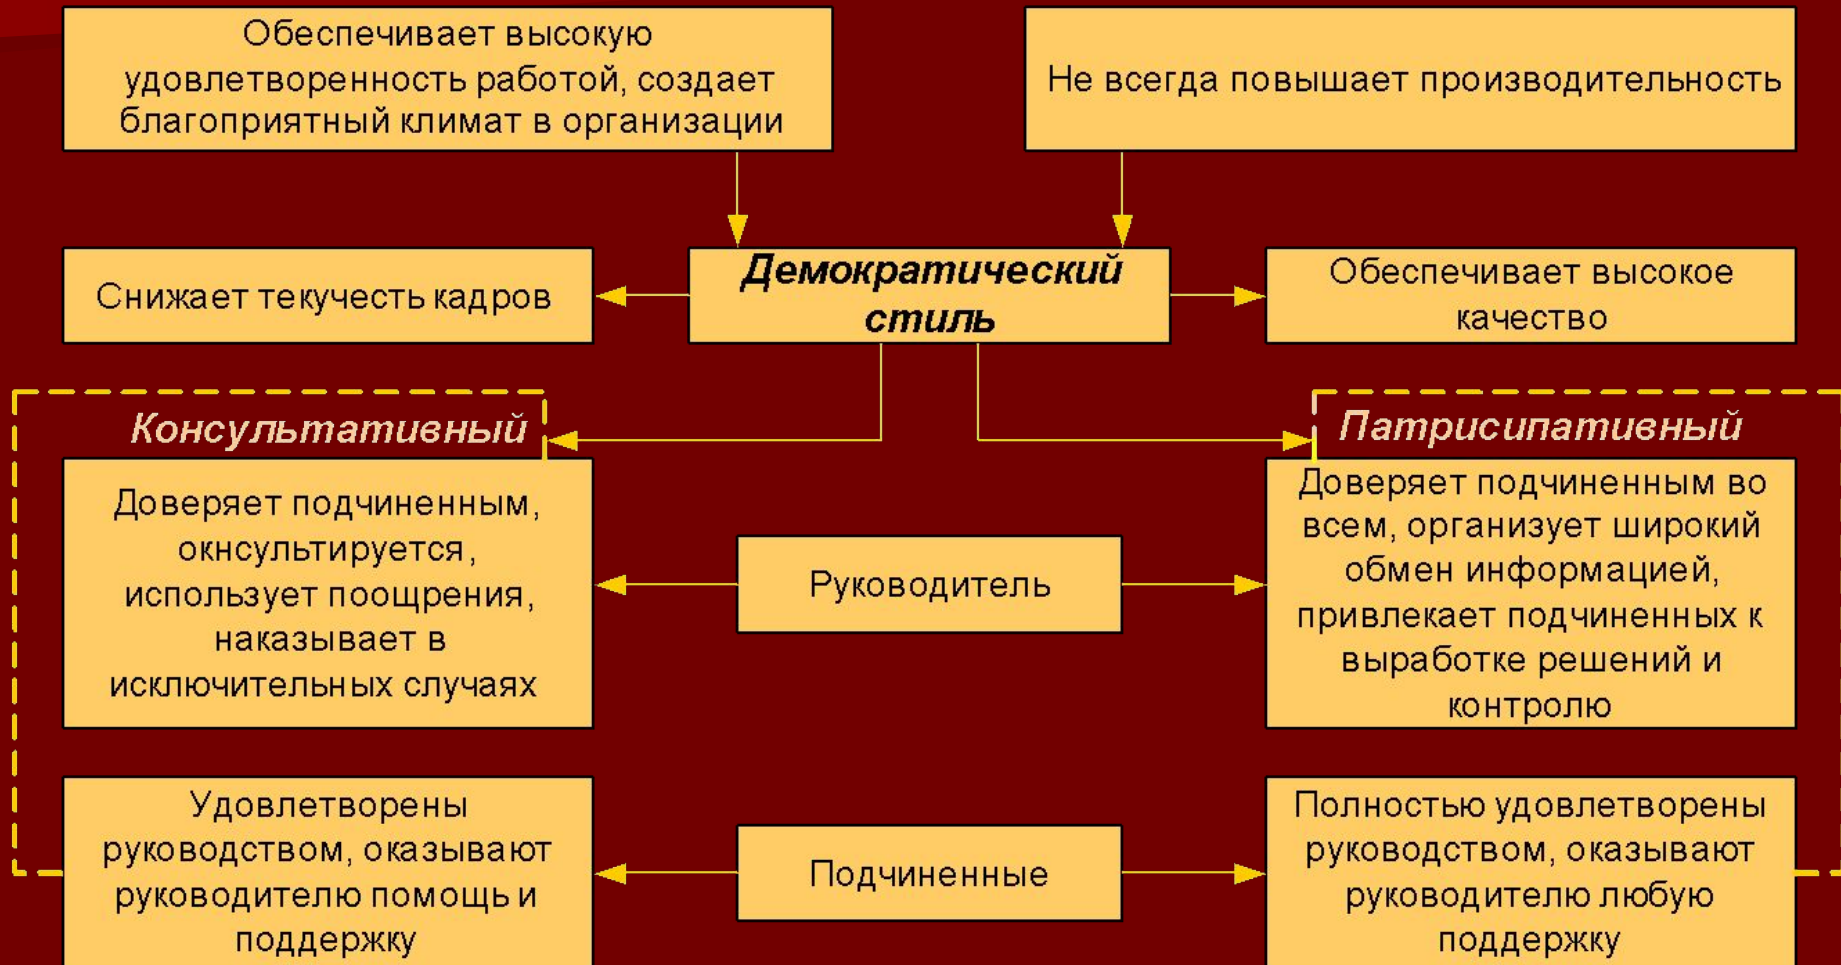 Обеспечивает высокую
удовлетворенность работой, создает
благоприятный климат в организации
Не всегда повышает производительность
Снижает текучесть кадров
Демократический
стиль
Обеспечивает высокое
качество
Консультативный
Патрисипативный
Доверяет подчиненным,
окнсультируется,
использует поощрения,
наказывает в
исключительных случаях
Руководитель
Доверяет подчиненным во
всем, организует широкий
обмен информацией,
привлекает подчиненных к
выработке решений и
контролю
Удовлетворены
руководством, оказывают
руководителю помощь и
поддержку
Подчиненные
Полностью удовлетворены
руководством, оказывают
руководителю любую
поддержку